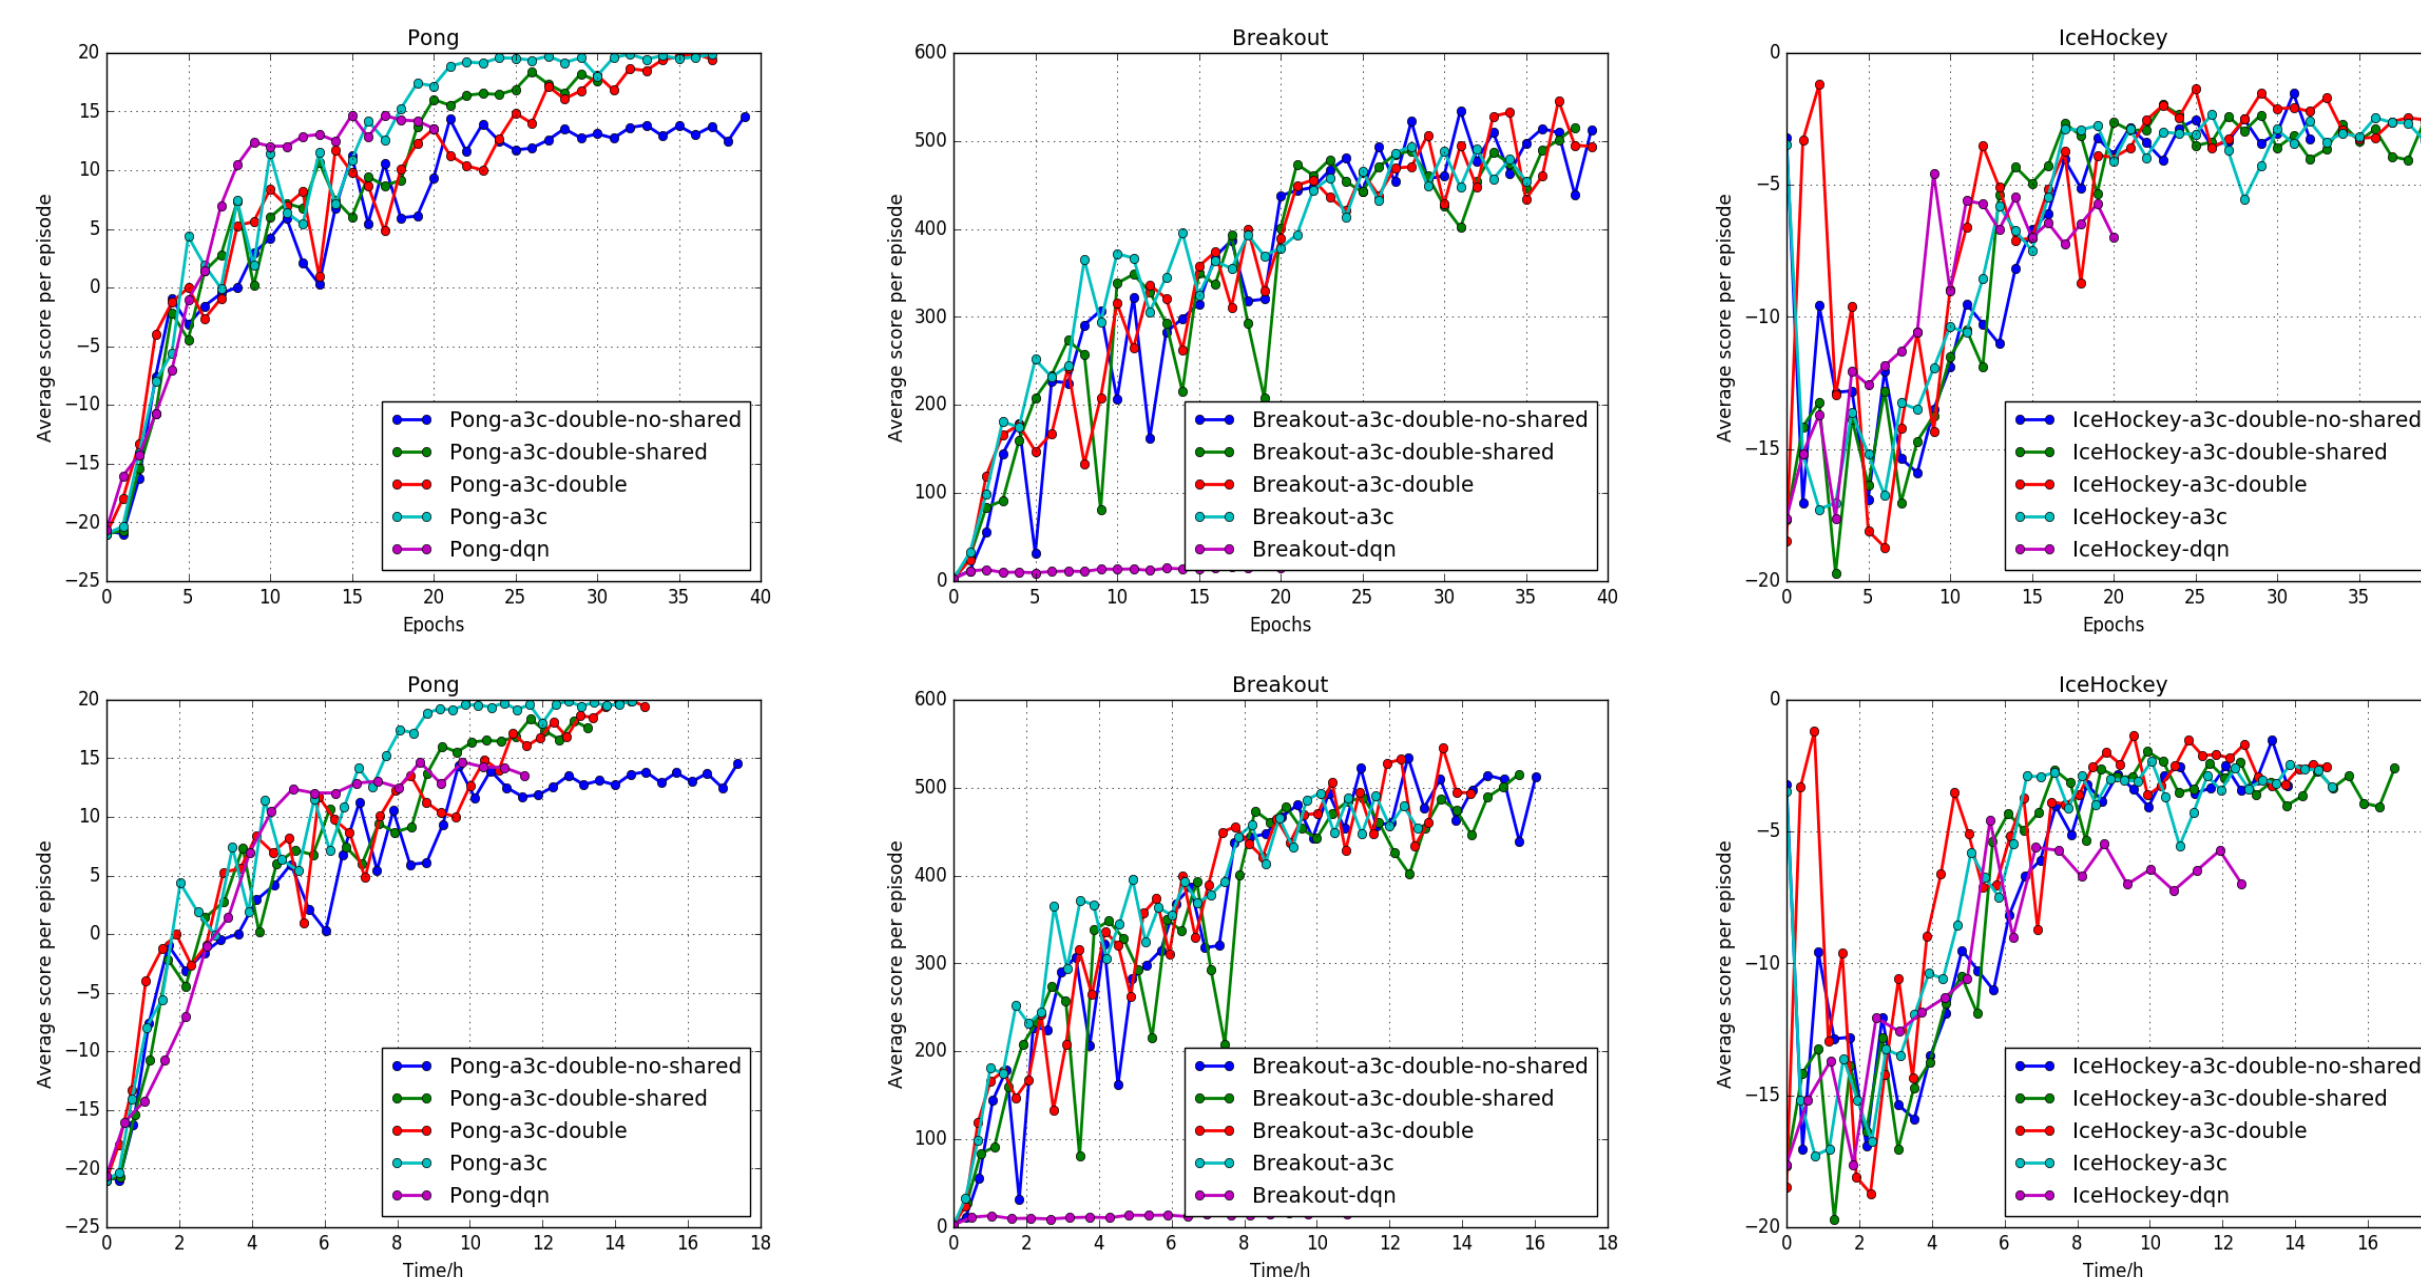 Pong
20
15
10
5
0
−5
−10
−15
−20
−25
Average score per episode
Pong-a3c-double-no-shared
Pong-a3c-double-shared
Pong-a3c-double
Pong-a3c
Pong-dqn
0 5 10 15 20 25 30 35 40
Epochs
Breakout
600
500
400
300
200
100
0
Average score per episode
Breakout-a3c-double-no-shared
Breakout-a3c-double-shared
Breakout-a3c-double
Breakout-a3c
Breakout-dqn
0 5 10 15 20 25 30 35 40
Epochs
IceHockey
0
−5
−10
−15
−20
Average score per episode
IceHockey-a3c-double-no-shared
IceHockey-a3c-double-shared
IceHockey-a3c-double
IceHockey-a3c
IceHockey-dqn
0 5 10 15 20 25 30 35
Epochs
Pong
20
15
10
5
0
−5
−10
−15
−20
−25
Average score per episode
Pong-a3c-double-no-shared
Pong-a3c-double-shared
Pong-a3c-double
Pong-a3c
Pong-dqn
0 2 4 6 8 10 12 14 16 18
Time/h
Breakout
600
500
400
300
200
100
0
Average score per episode
Breakout-a3c-double-no-shared
Breakout-a3c-double-shared
Breakout-a3c-double
Breakout-a3c
Breakout-dqn
0 2 4 6 8 10 12 14 16 18
Time/h
IceHockey
0
−5
−10
−15
−20
Average score per episode
IceHockey-a3c-double-no-shared
IceHockey-a3c-double-shared
IceHockey-a3c-double
IceHockey-a3c
IceHockey-dqn
0 2 4 6 8 10 12 14 16
Time/h